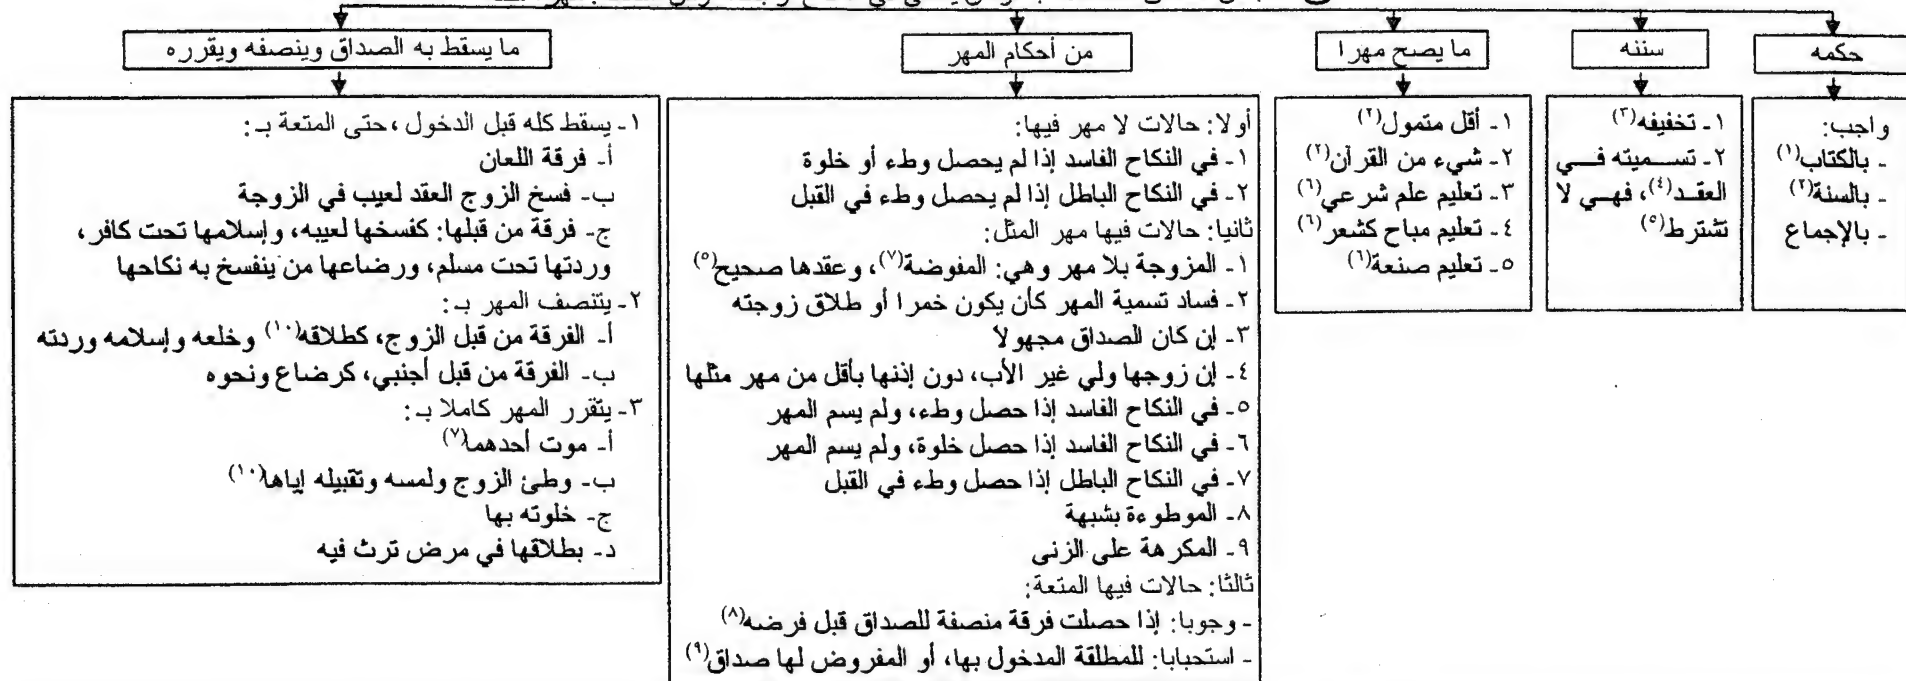 حكمه
واجب:
- بالكتاب(١)
- بالسنة(٢)
- بالإجماع
سننه
١- تخفيفه(٣)
٢- تسميته في
العقد(٤)، فهي لا
تشترط(٥)
ما يصح مهرا
١- أقل متمول(٢)
٢- شيء من القرآن(٢)
٣- تعليم علم شرعي(٦)
٤- تعليم مباح كشعر(٦)
٥- تعليم صنعة(٦)
من أحكام المهر
أولا: حالات لا مهر فيها:
١- في النكاح الفاسد إذا لم يحصل وطء أو خلوة
٢- في النكاح الباطل إذا لم يحصل وطء في القبل
ثانيا: حالات فيها مهر المثل:
١- المزوجة بلا مهر وهي: المفوضة(٧)، وعقدها صحيح(٥)
٢- فساد تسمية المهر كأن يكون خمرا أو طلاق زوجته
٣- إن كان الصداق مجهولا
٤- إن زوجها ولي غير الأب، دون إذنها بأقل من مهر مثلها
٥- في النكاح الفاسد إذا حصل وطء، ولم يسم المهر
٦- في النكاح الفاسد إذا حصل خلوة، ولم يسم المهر
٧- في النكاح الباطل إذا حصل وطء في القبل
٨- الموطوءة بشبهة
٩- المكرهة على الزنى
ثالثا: حالات فيها المتعة:
- وجوبا: إذا حصلت فرقة منصفة للصداق قبل فرضه(٨)
- استحبابا: للمطلقة المدخول بها، أو المفروض لها صداق(٩)
ما يسقط به الصداق وينصفه ويقرره
١- يسقط كله قبل الدخول، حتى المتعة بـ:
أ- فرقة اللعان
ب- فسخ الزوج العقد لعيب في الزوجة
ج- فرقة من قبلها: كفسخها لعيبه، وإسلامها تحت كافر،
وردتها تحت مسلم، ورضاعها من ينفسخ به نكاحها
٢- يتنصف المهر بـ:
أ- الفرقة من قبل الزوج، كطلاقه(١٠) وخلعه وإسلامه وردته
ب- الفرقة من قبل أجنبي، كرضاع ونحوه
٣- يتقرر المهر كاملا بـ:
أ- موت أحدهما(٧)
ب- وطئ الزوج ولمسه وتقبيله إياها(١٠)
ج- خلوته بها
د- بطلاقها في مرض ترث فيه